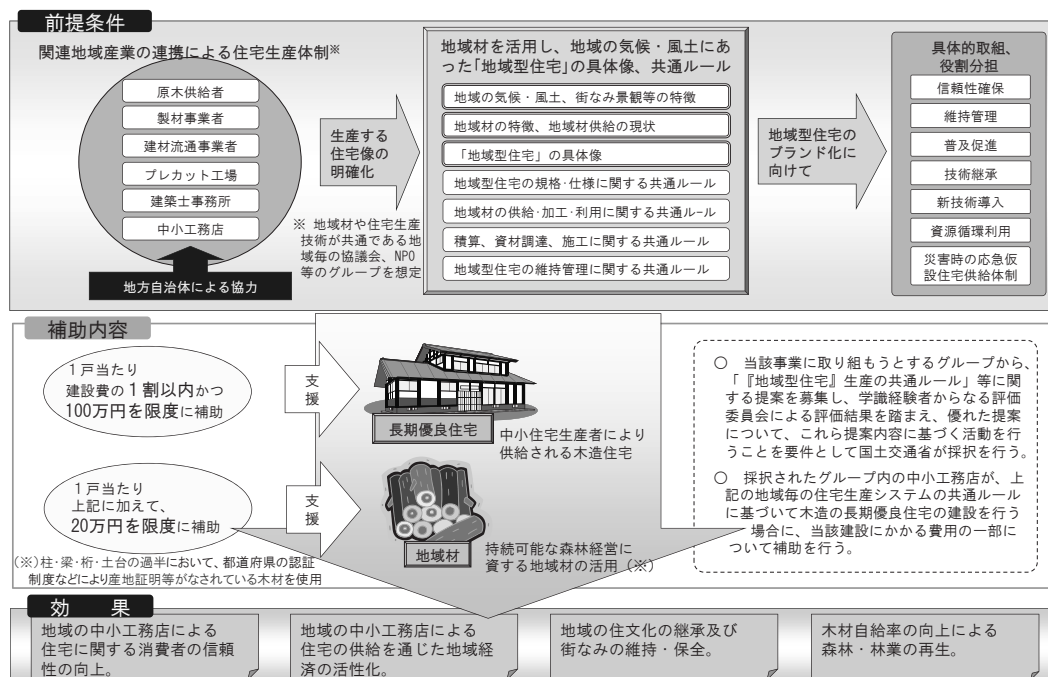 前提条件
関連地域産業の連携による住宅生産体制※
原木供給者
製材事業者
建材流通事業者
プレカット工場
建築士事務所
中小工務店
地方自治体による協力
生産する
住宅像の
明確化
※ 地域材や住宅生産
技術が共通である地
域毎の協議会、NPO
等のグループを想定
地域材を活用し、地域の気候・風土にあ
った「地域型住宅」の具体像、共通ルール
地域の気候・風土、街なみ景観等の特徴
地域材の特徴、地域材供給の現状
「地域型住宅」の具体像
地域型住宅の規格・仕様に関する共通ルール
地域材の供給・加工・利用に関する共通ルール
積算、資材調達、施工に関する共通ルール
地域型住宅の維持管理に関する共通ルール
地域型住宅の
ブランド化に
向けて
具体的取組、
役割分担
信頼性確保
維持管理
普及促進
技術継承
新技術導入
資源循環利用
災害時の応急仮
設住宅供給体制
補助内容
1戸当たり
建設費の1割以内かつ
100万円を限度に補助
支
援
長期優良住宅
中小住宅生産者により
供給される木造住宅
1戸当たり
上記に加えて、
20万円を限度に補助
支
援
地域材
持続可能な森林経営に
資する地域材の活用（※）
(※)柱・梁・桁・土台の過半において、都道府県の認証
制度などにより産地証明等がなされている木材を使用
○ 当該事業に取り組もうとするグループから、
「『地域型住宅』生産の共通ルール」等に関
する提案を募集し、学識経験者からなる評価
委員会による評価結果を踏まえ、優れた提案
について、これら提案内容に基づく活動を行
うことを要件として国土交通省が採択を行う。
○ 採択されたグループ内の中小工務店が、上
記の地域毎の住宅生産システムの共通ルール
に基づいて木造の長期優良住宅の建設を行う
場合に、当該建設にかかる費用の一部に
ついて補助を行う。
効 果
地域の中小工務店による
住宅に関する消費者の信頼
性の向上。
地域の中小工務店による
住宅の供給を通じた地域経
済の活性化。
地域の住文化の継承及び
街なみの維持・保全。
木材自給率の向上による
森林・林業の再生。